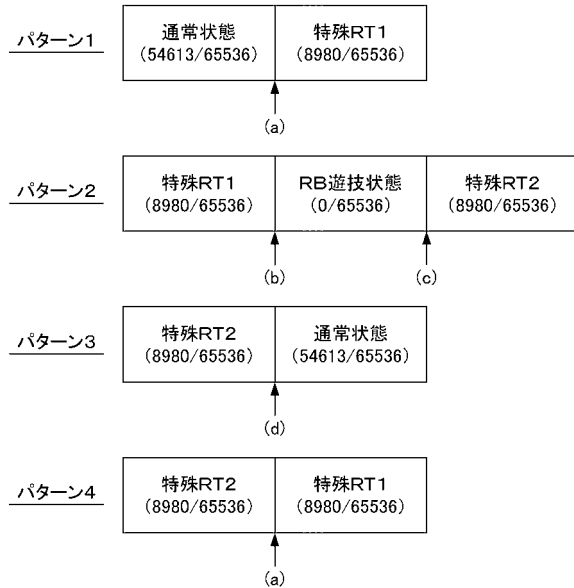 パターン1
通常状態
(54613/65536)
特殊RT1
(8980/65536)
(a)
パターン2
特殊RT1
(8980/65536)
RB遊技状態
(0/65536)
特殊RT2
(8980/65536)
(b)
(c)
パターン3
特殊RT2
(8980/65536)
通常状態
(54613/65536)
(d)
パターン4
特殊RT2
(8980/65536)
特殊RT1
(8980/65536)
(a)